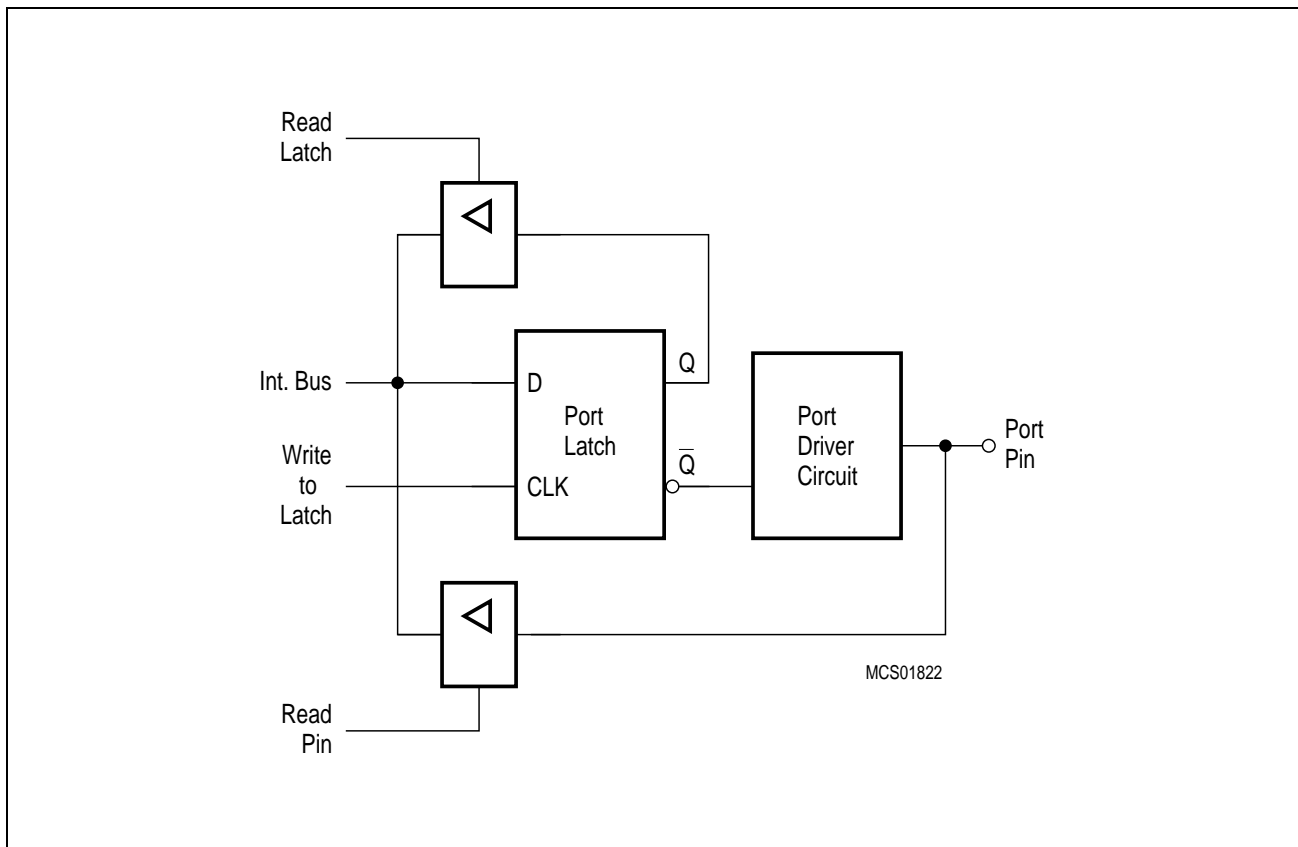 Read
Latch
Int. Bus
Write
to
Latch
Read
Pin
D
CLK
Port
Latch
Q
Q̅
Port
Driver
Circuit
Port
Pin
MCS01822